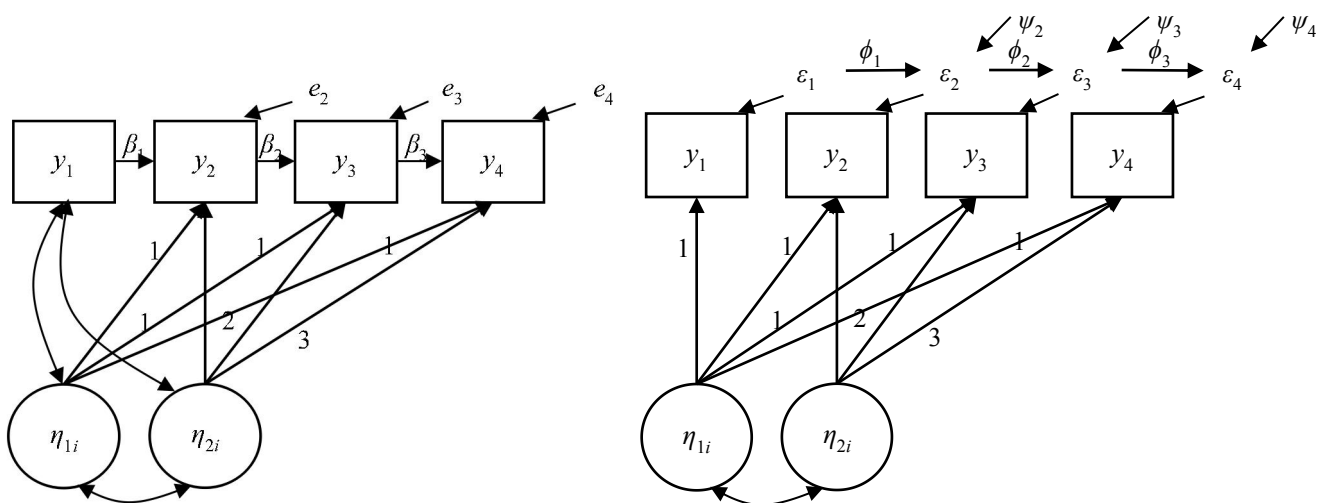 ψ₂ ψ₃ ψ₄
ϕ₁ ϕ₂ ϕ₃
ε₁ ε₂ ε₃ ε₄
e₂ e₃ e₄
y₁ β₁ y₂ β₂ y₃ β₃ y₄
y₁ y₂ y₃ y₄
1 1 1
1 1 1 1
1 2 3
1 2 3
η₁ᵢ η₂ᵢ
η₁ᵢ η₂ᵢ